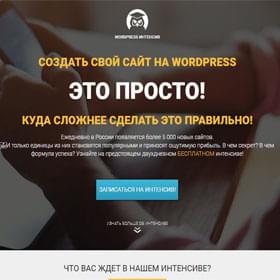 WORDPRESS ИНТЕНСИВ
СОЗДАТЬ СВОЙ САЙТ НА WORDPRESS
ЭТО ПРОСТО!
КУДА СЛОЖНЕЕ СДЕЛАТЬ ЭТО ПРАВИЛЬНО!
Ежедневно в России появляется более 5 000 новых сайтов.
И только единицы из них становятся популярными и приносят ощутимую прибыль. В чем секрет? В чем
формула успеха? Узнайте на предстоящем двухдневном БЕСПЛАТНОМ интенсиве!
ЗАПИСАТЬСЯ НА ИНТЕНСИВ!
УЗНАТЬ БОЛЬШЕ ОБ ИНТЕНСИВЕ
ЧТО ВАС ЖДЕТ В НАШЕМ ИНТЕНСИВЕ?